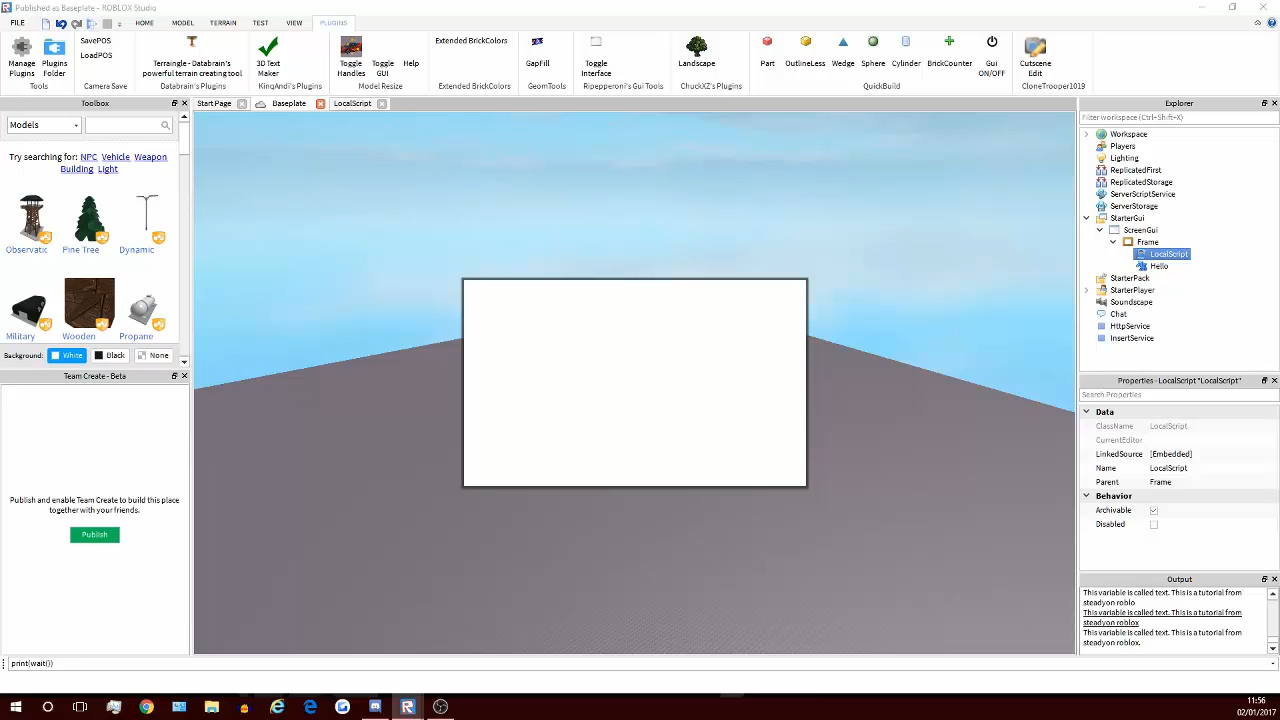 Published as Baseplate - ROBLOX Studio
FILE HOME MODEL TERRAIN TEST VIEW PLUGINS
Manage Plugins
Plugins Folder
Tools
SavePOS
LoadPOS
Camera Save
Terraingle - Databrain's powerful terrain creating tool
Databrain's Plugins
3D Text Maker
KinqAndi's Plugins
Toggle Handles
Toggle GUI
Help
Model Resize
Extended BrickColors
Extended BrickColors
GapFill
GeomTools
Toggle Interface
Ripepperoni's Gui Tools
Landscape
ChuckXZ's Plugins
Part
OutlineLess
Wedge
Sphere
Cylinder
BrickCounter
Gui ON/OFF
QuickBuild
Cutscene Edit
CloneTrooper1019
Toolbox
Models
Try searching for: NPC Vehicle Weapon
Building Light
Observatic Pine Tree Dynamic
Military Wooden Propane
Background: White Black None
Team Create - Beta
Publish and enable Team Create to build this place
together with your friends.
Publish
Start Page Baseplate LocalScript
Explorer
Filter workspace (Ctrl+Shift+X)
Workspace
Players
Lighting
ReplicatedFirst
ReplicatedStorage
ServerScriptService
ServerStorage
StarterGui
ScreenGui
Frame
LocalScript
Hello
StarterPack
StarterPlayer
Soundscape
Chat
HttpService
InsertService
Properties - LocalScript "LocalScript"
Search Properties
Data
ClassName LocalScript
CurrentEditor
LinkedSource [Embedded]
Name LocalScript
Parent Frame
Behavior
Archivable
Disabled
Output
This variable is called text. This is a tutorial from
steadyon roblo
This variable is called text. This is a tutorial from
steadyon roblox
This variable is called text. This is a tutorial from
steadyon roblox.
print(wait())
11:56
02/01/2017